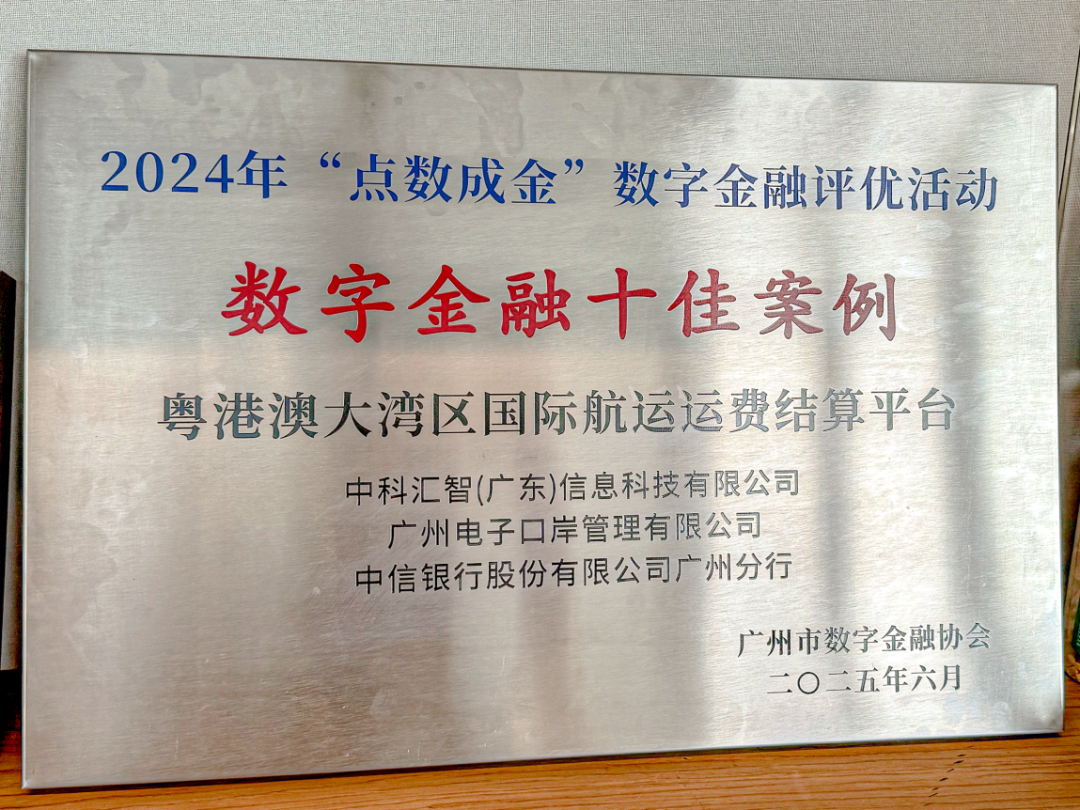 2024年“点数成金”数字金融评优活动
数字金融十佳案例
粤港澳大湾区国际航运运费结算平台
中科汇智(广东)信息科技有限公司
广州电子口岸管理有限公司
中信银行股份有限公司广州分行
广州市数字金融协会
二〇二五年六月